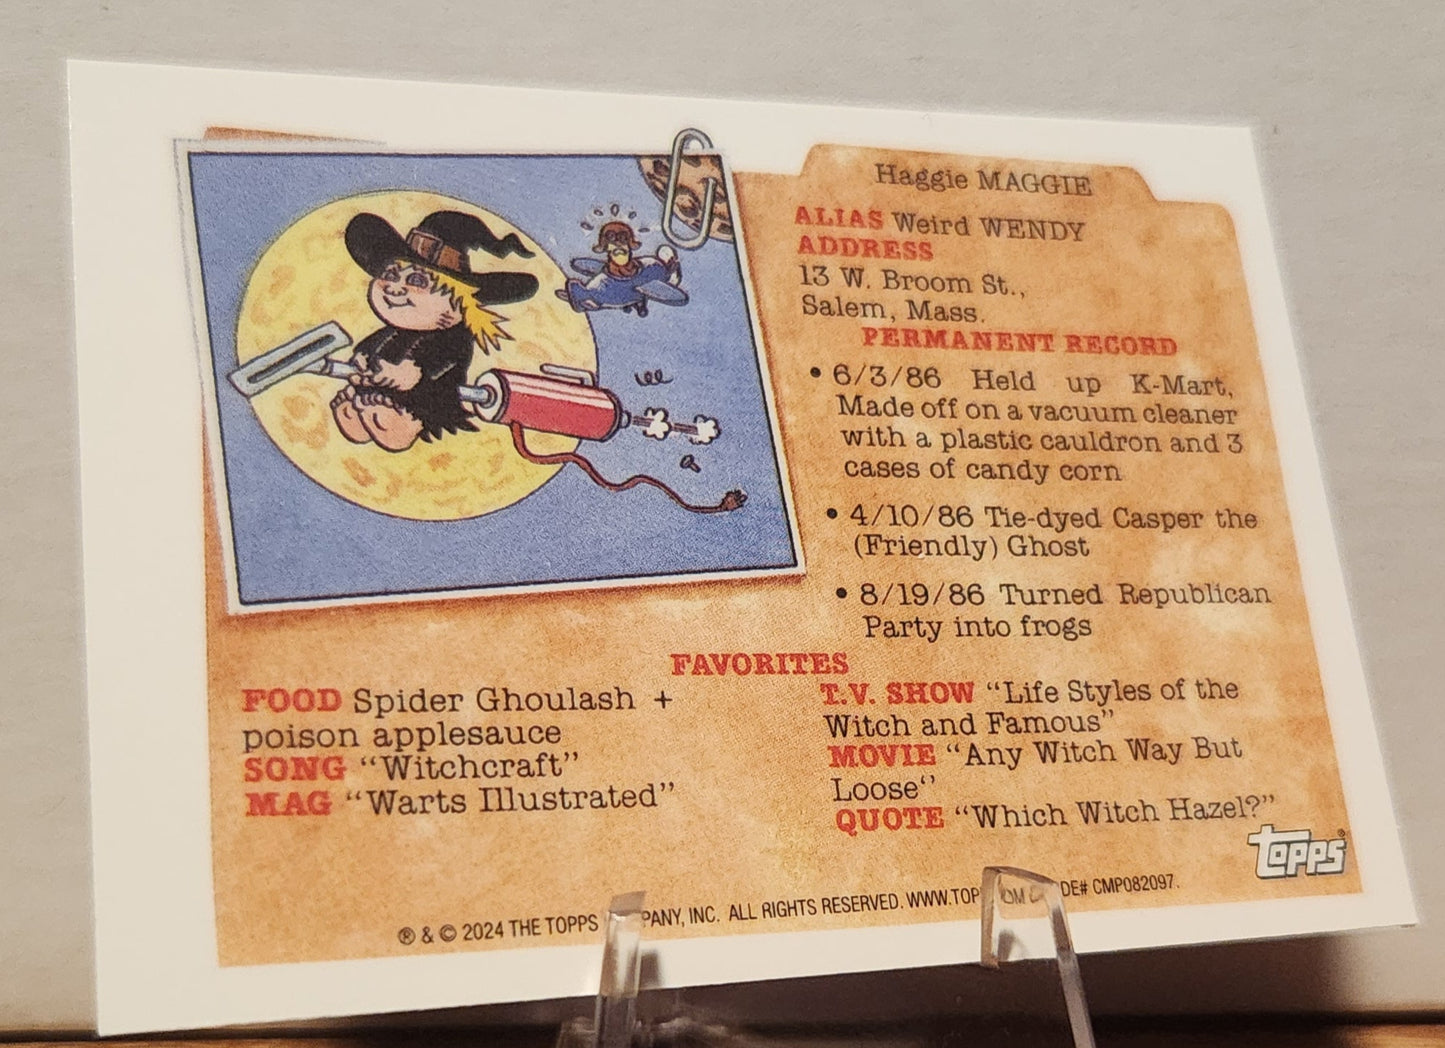 Haggie MAGGIE
ALIAS Weird WENDY
ADDRESS
13 W. Broom St.,
Salem, Mass.
PERMANENT RECORD
• 6/3/86 Held up K-Mart,
Made off on a vacuum cleaner
with a plastic cauldron and 3
cases of candy corn
• 4/10/86 Tie-dyed Casper the
(Friendly) Ghost
• 8/19/86 Turned Republican
Party into frogs
FAVORITES
FOOD Spider Ghoulash +
poison applesauce
SONG “Witchcraft”
MAG “Warts Illustrated”
T.V. SHOW “Life Styles of the
Witch and Famous”
MOVIE “Any Witch Way But
Loose‘’
QUOTE “Which Witch Hazel?”
topps®
® & © 2024 THE TOPPS PANY, INC. ALL RIGHTS RESERVED. WWW.TOP OM DE# CMP082097.